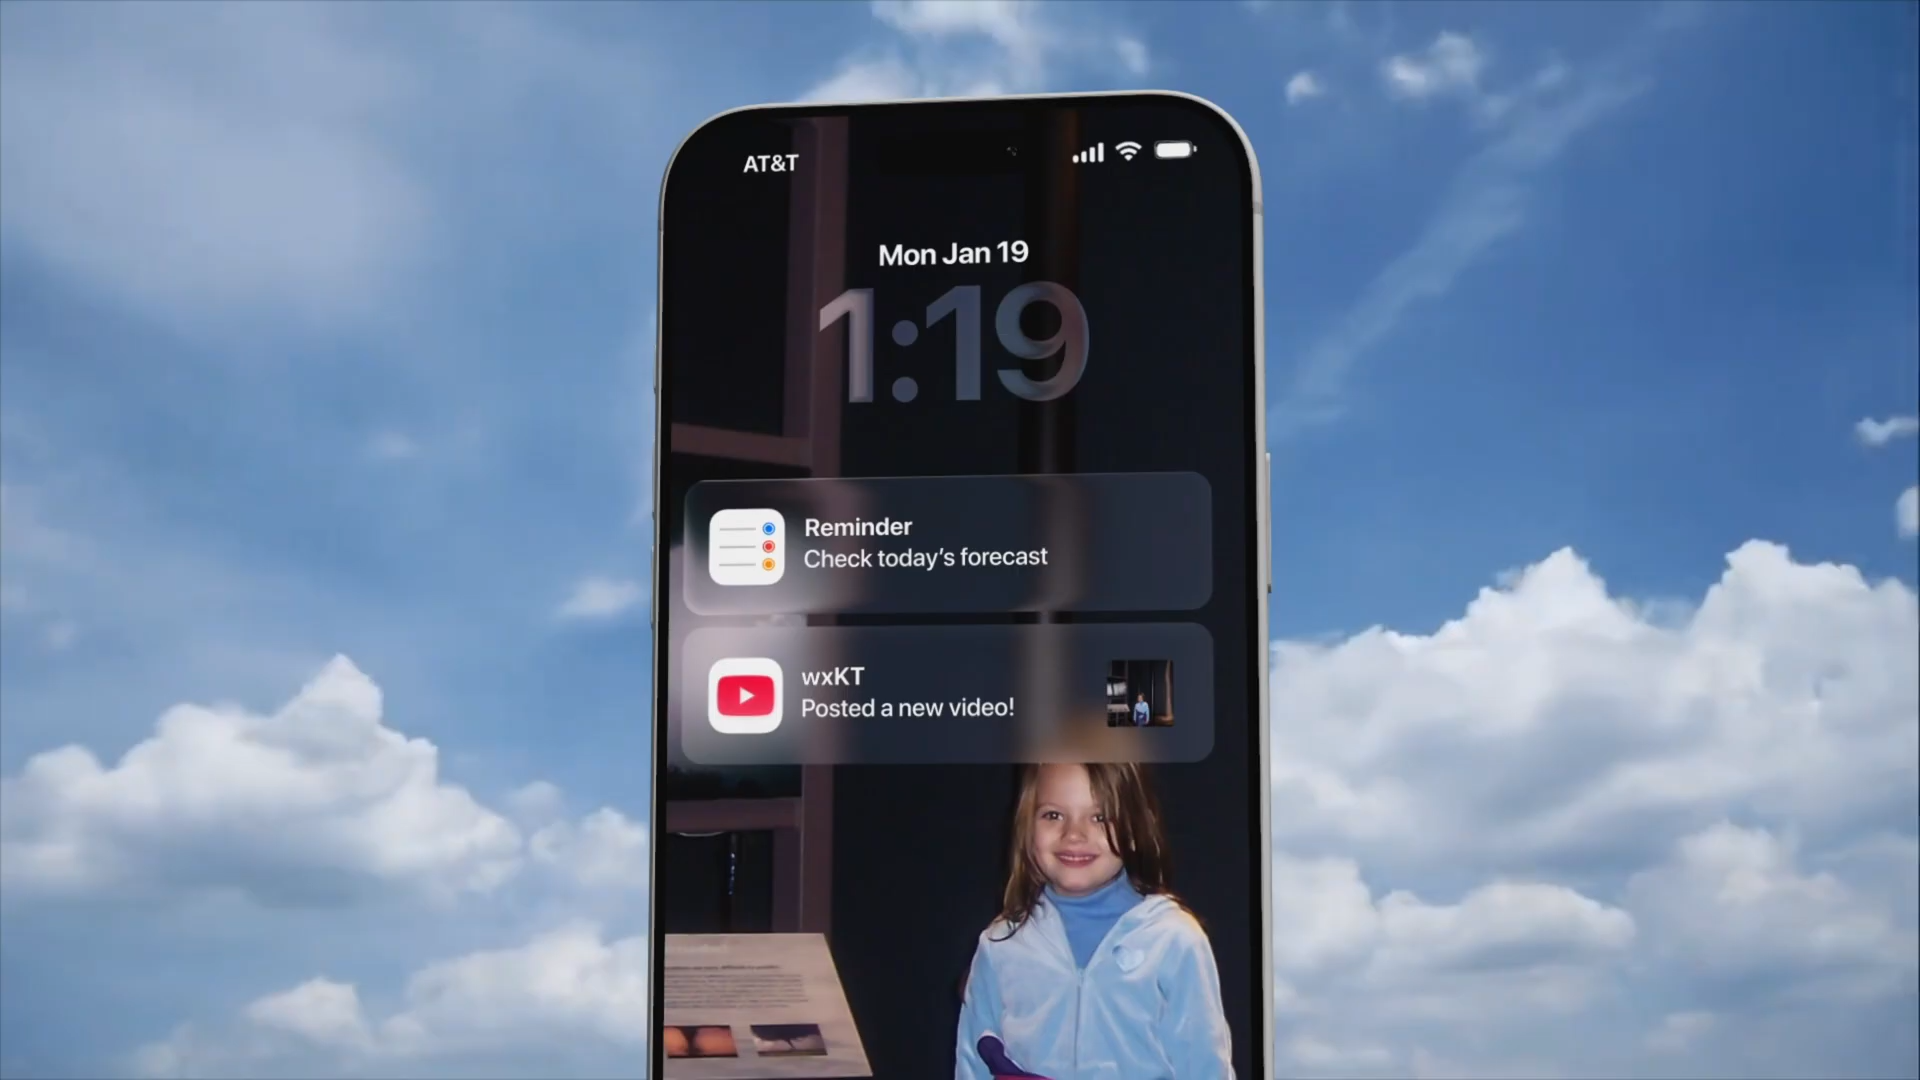 AT&T
Mon Jan 19
1:19
Reminder
Check today's forecast
wxKT
Posted a new video!